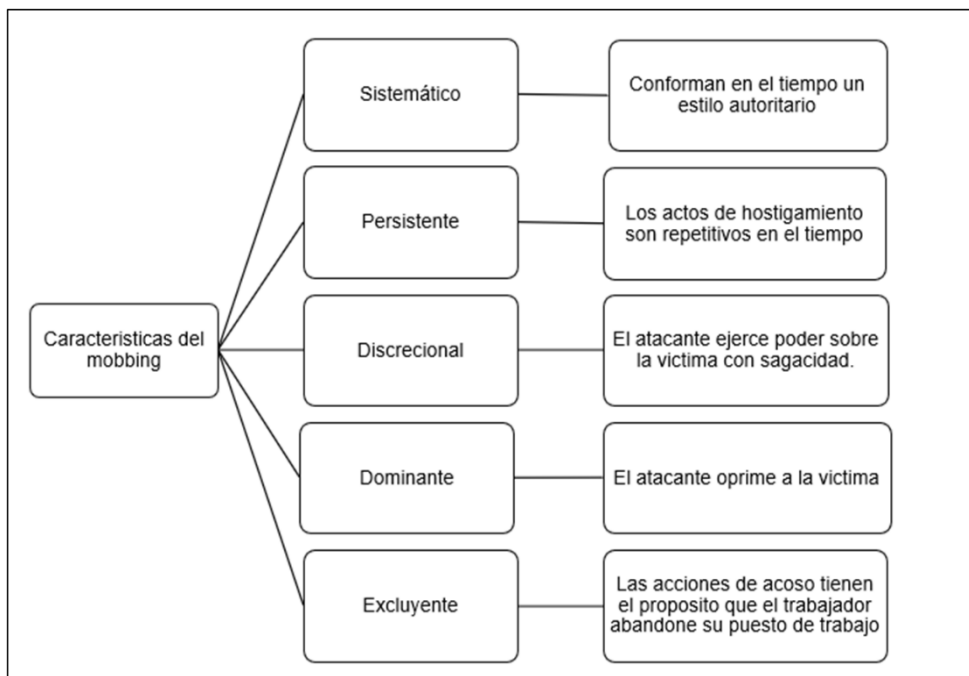 Caracteristicas del
mobbing
Sistemático
Conforman en el tiempo un
estilo autoritario
Persistente
Los actos de hostigamiento
son repetitivos en el tiempo
Discrecional
El atacante ejerce poder sobre
la victima con sagacidad.
Dominante
El atacante oprime a la victima
Excluyente
Las acciones de acoso tienen
el proposito que el trabajador
abandone su puesto de trabajo